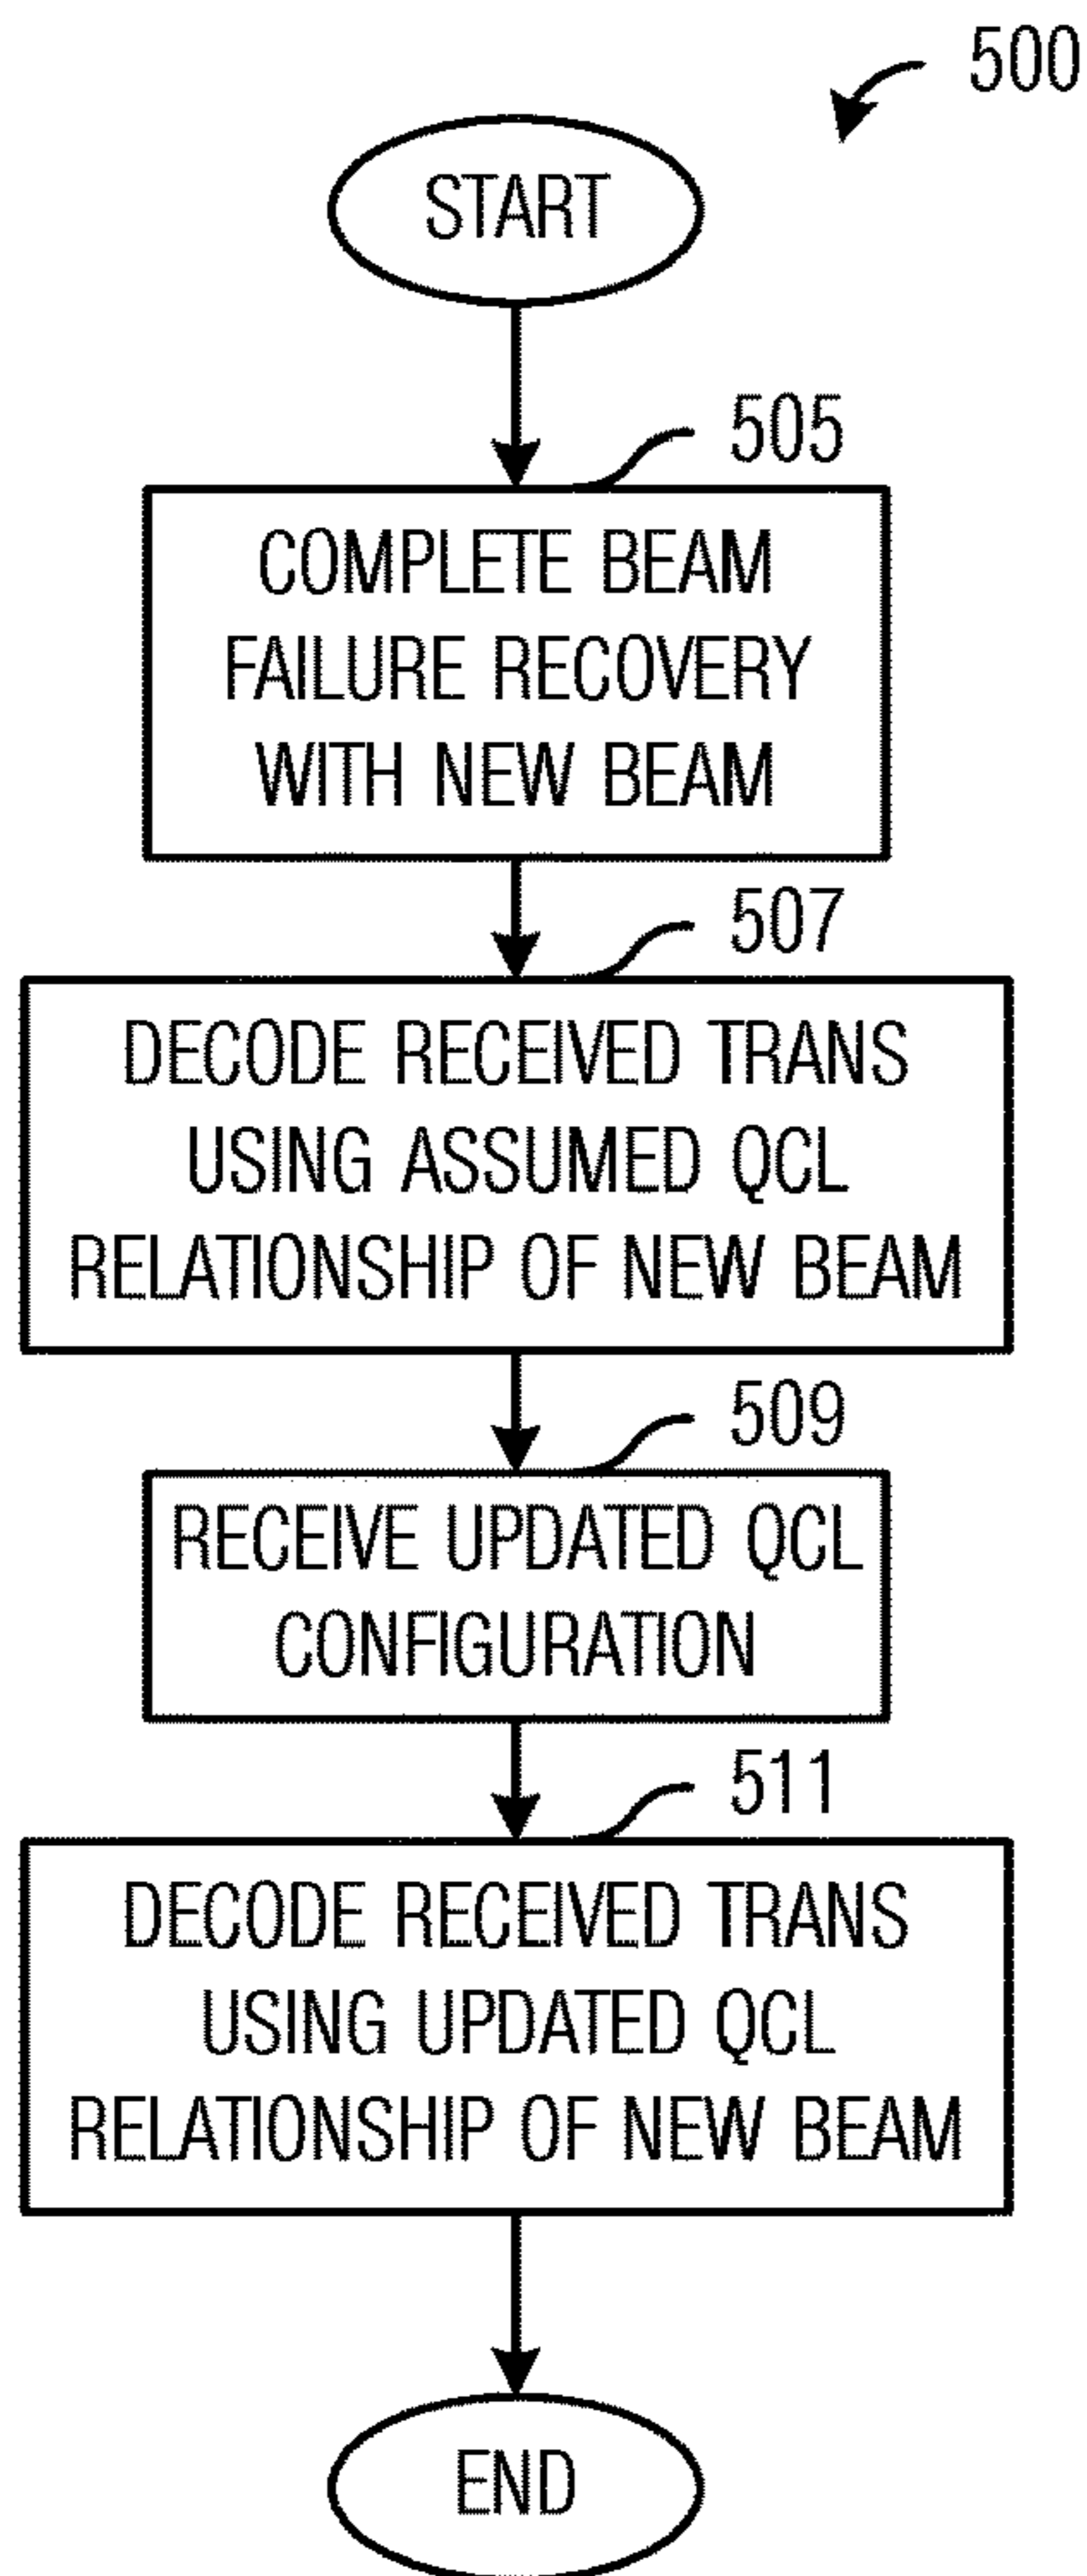 500
START
505
COMPLETE BEAM
FAILURE RECOVERY
WITH NEW BEAM
507
DECODE RECEIVED TRANS
USING ASSUMED QCL
RELATIONSHIP OF NEW BEAM
509
RECEIVE UPDATED QCL
CONFIGURATION
511
DECODE RECEIVED TRANS
USING UPDATED QCL
RELATIONSHIP OF NEW BEAM
END